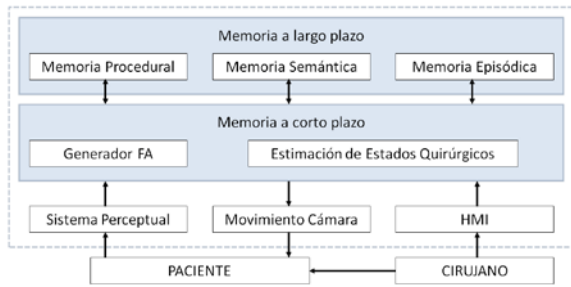 Memoria a largo plazo
Memoria Procedural
Memoria Semántica
Memoria Episódica
Memoria a corto plazo
Generador FA
Estimación de Estados Quirúrgicos
Sistema Perceptual
Movimiento Cámara
HMI
PACIENTE
CIRUJANO